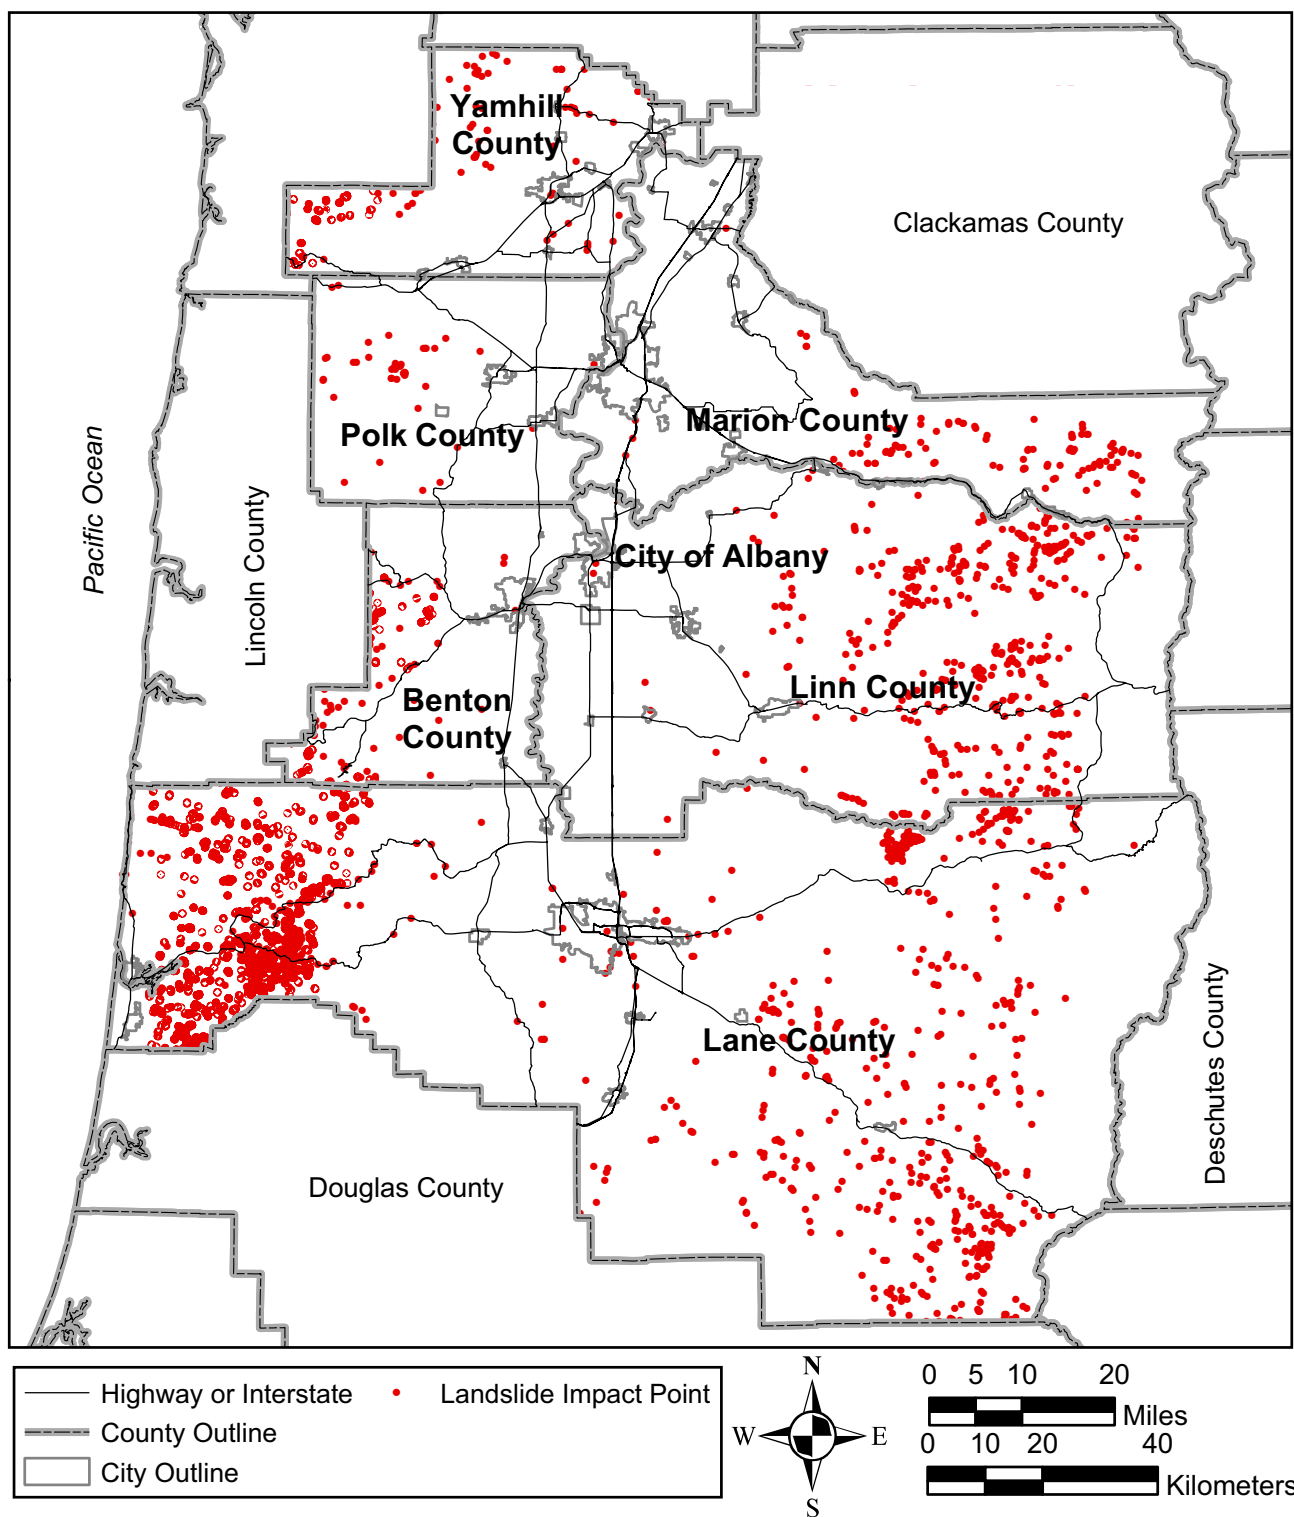 Yamhill
County
Clackamas County
Polk County
Marion County
Pacific Ocean
Lincoln County
City of Albany
Linn County
Benton
County
Lane County
Deschutes County
Douglas County
Highway or Interstate
Landslide Impact Point
County Outline
City Outline
N
W E
S
0 5 10 20
Miles
0 10 20 40
Kilometers